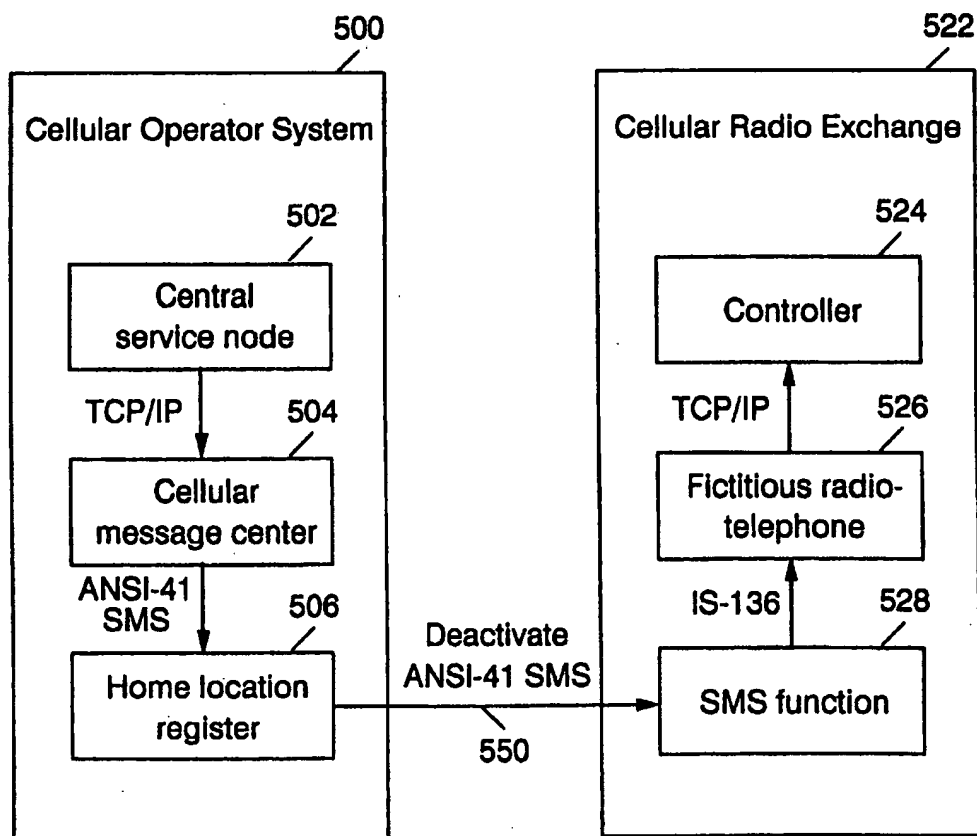 500
Cellular Operator System
502
Central
service node
TCP/IP
504
Cellular
message center
ANSI-41
SMS
506
Home location
register
Deactivate
ANSI-41 SMS
550
522
Cellular Radio Exchange
524
Controller
TCP/IP
526
Fictitious radio-
telephone
IS-136
528
SMS function